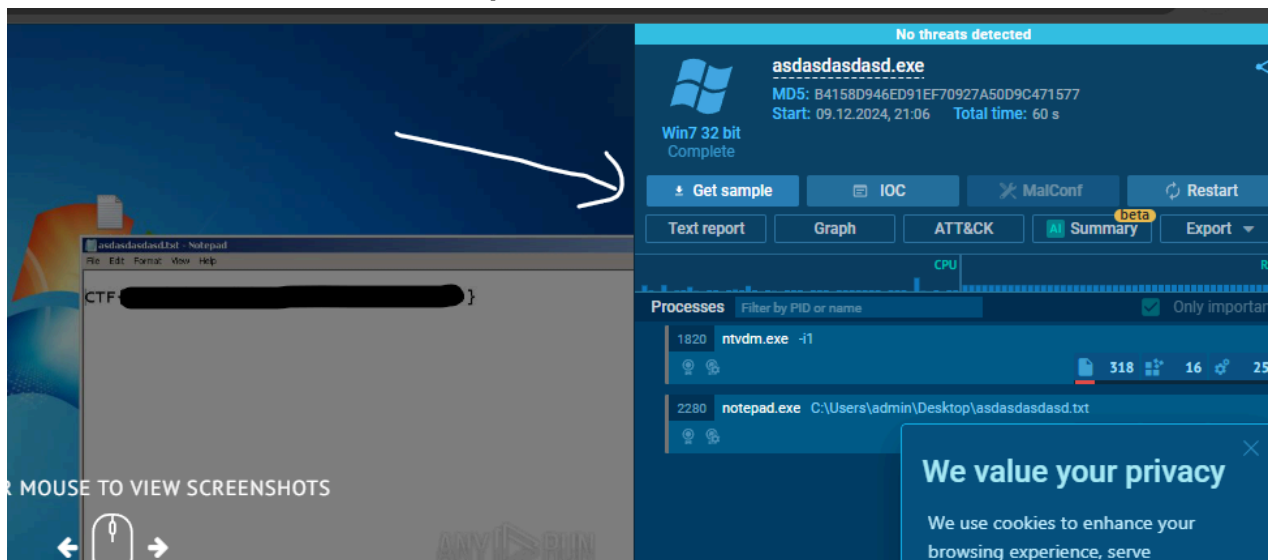 No threats detected
asdasdasdasd.exe
MD5: B4158D946ED91EF70927A50D9C471577
Start: 09.12.2024, 21:06 Total time: 60 s
Win7 32 bit
Complete
Get sample
IOC
MalConf
Restart
Text report
Graph
ATT&CK
AI Summary
beta
Export
CPU
R
Processes
Filter by PID or name
Only importan
1820 ntvdm.exe -i1
318 16 25
2280 notepad.exe C:\Users\admin\Desktop\asdasdasdasd.txt
asdasdasdasd.txt - Notepad
File Edit Format View Help
CTF{ }
R MOUSE TO VIEW SCREENSHOTS
ANY RUN
We value your privacy
We use cookies to enhance your
browsing experience, serve